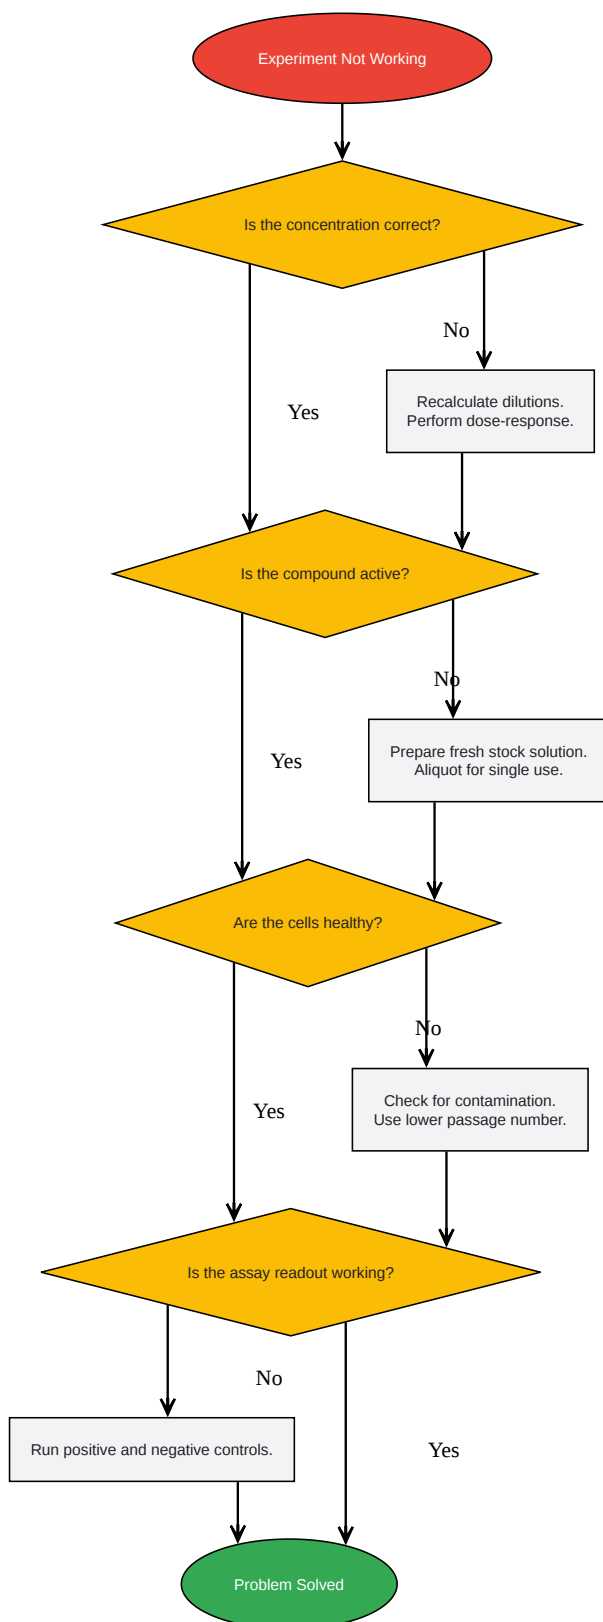 Experiment Not Working
Is the concentration correct?
No
Yes
Recalculate dilutions.
Perform dose-response.
Is the compound active?
No
Yes
Prepare fresh stock solution.
Aliquot for single use.
Are the cells healthy?
No
Yes
Check for contamination.
Use lower passage number.
Is the assay readout working?
No
Yes
Run positive and negative controls.
Problem Solved